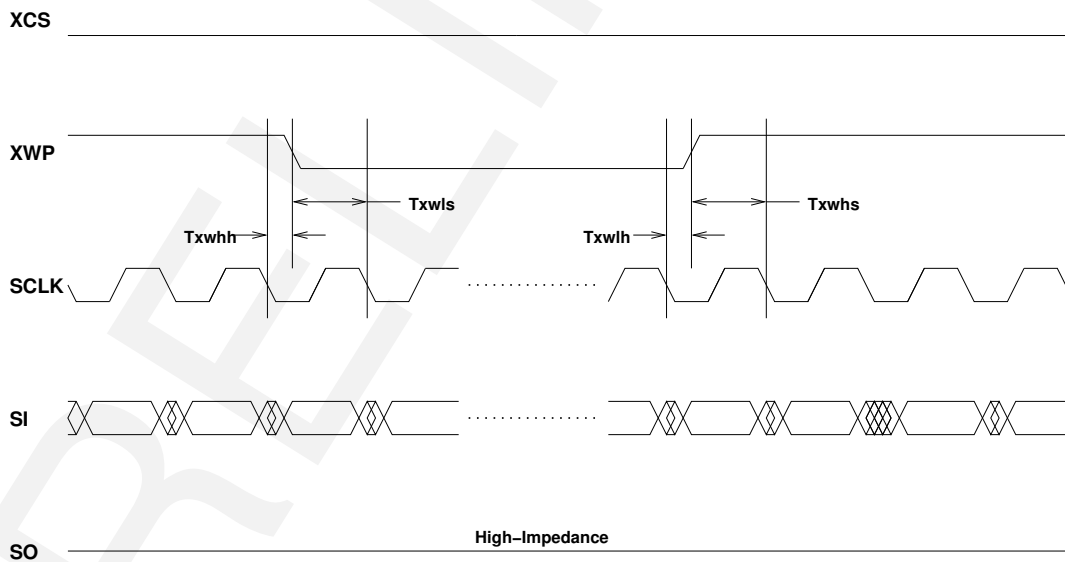 XCS
XWP
Txwls
Txwhs
Txwhh
Txwlh
SCLK
SI
High-Impedance
SO